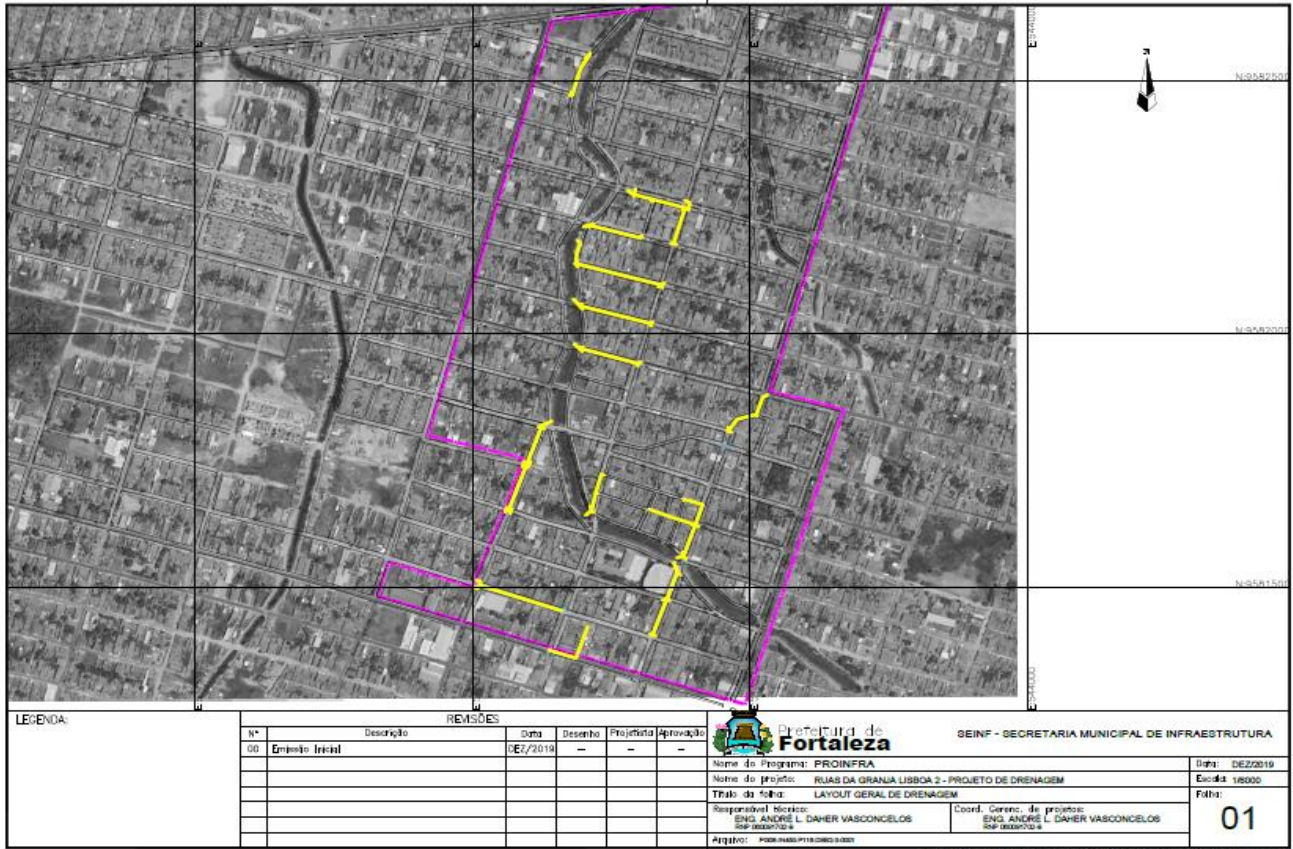 E:544000
N:9582500
N:9582000
N:9581500
E:544000
LEGENDA:
REVISÕES
N° Descrição Data Desenho Projetista Aprovação
00 Emissão Inicial DEZ/2019 – – –
Prefeitura de
Fortaleza
SEINF - SECRETARIA MUNICIPAL DE INFRAESTRUTURA
Nome do Programa: PROINFRA
Data: DEZ/2019
Nome do projeto: RUAS DA GRANJA LISBOA 2 - PROJETO DE DRENAGEM
Escala: 1/6000
Título da folha: LAYOUT GERAL DE DRENAGEM
Folha:
01
Responsável técnico:
ENG. ANDRÉ L. DAHER VASCONCELOS
Coord. Gerenc. de projetos:
ENG. ANDRÉ L. DAHER VASCONCELOS
Arquivo: